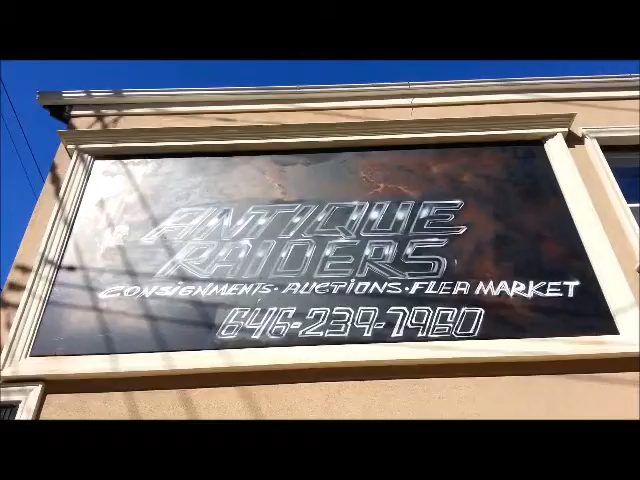 ANTIQUE
RAIDERS
CONSIGNMENTS · AUCTIONS · FLEA MARKET
646-239-7960